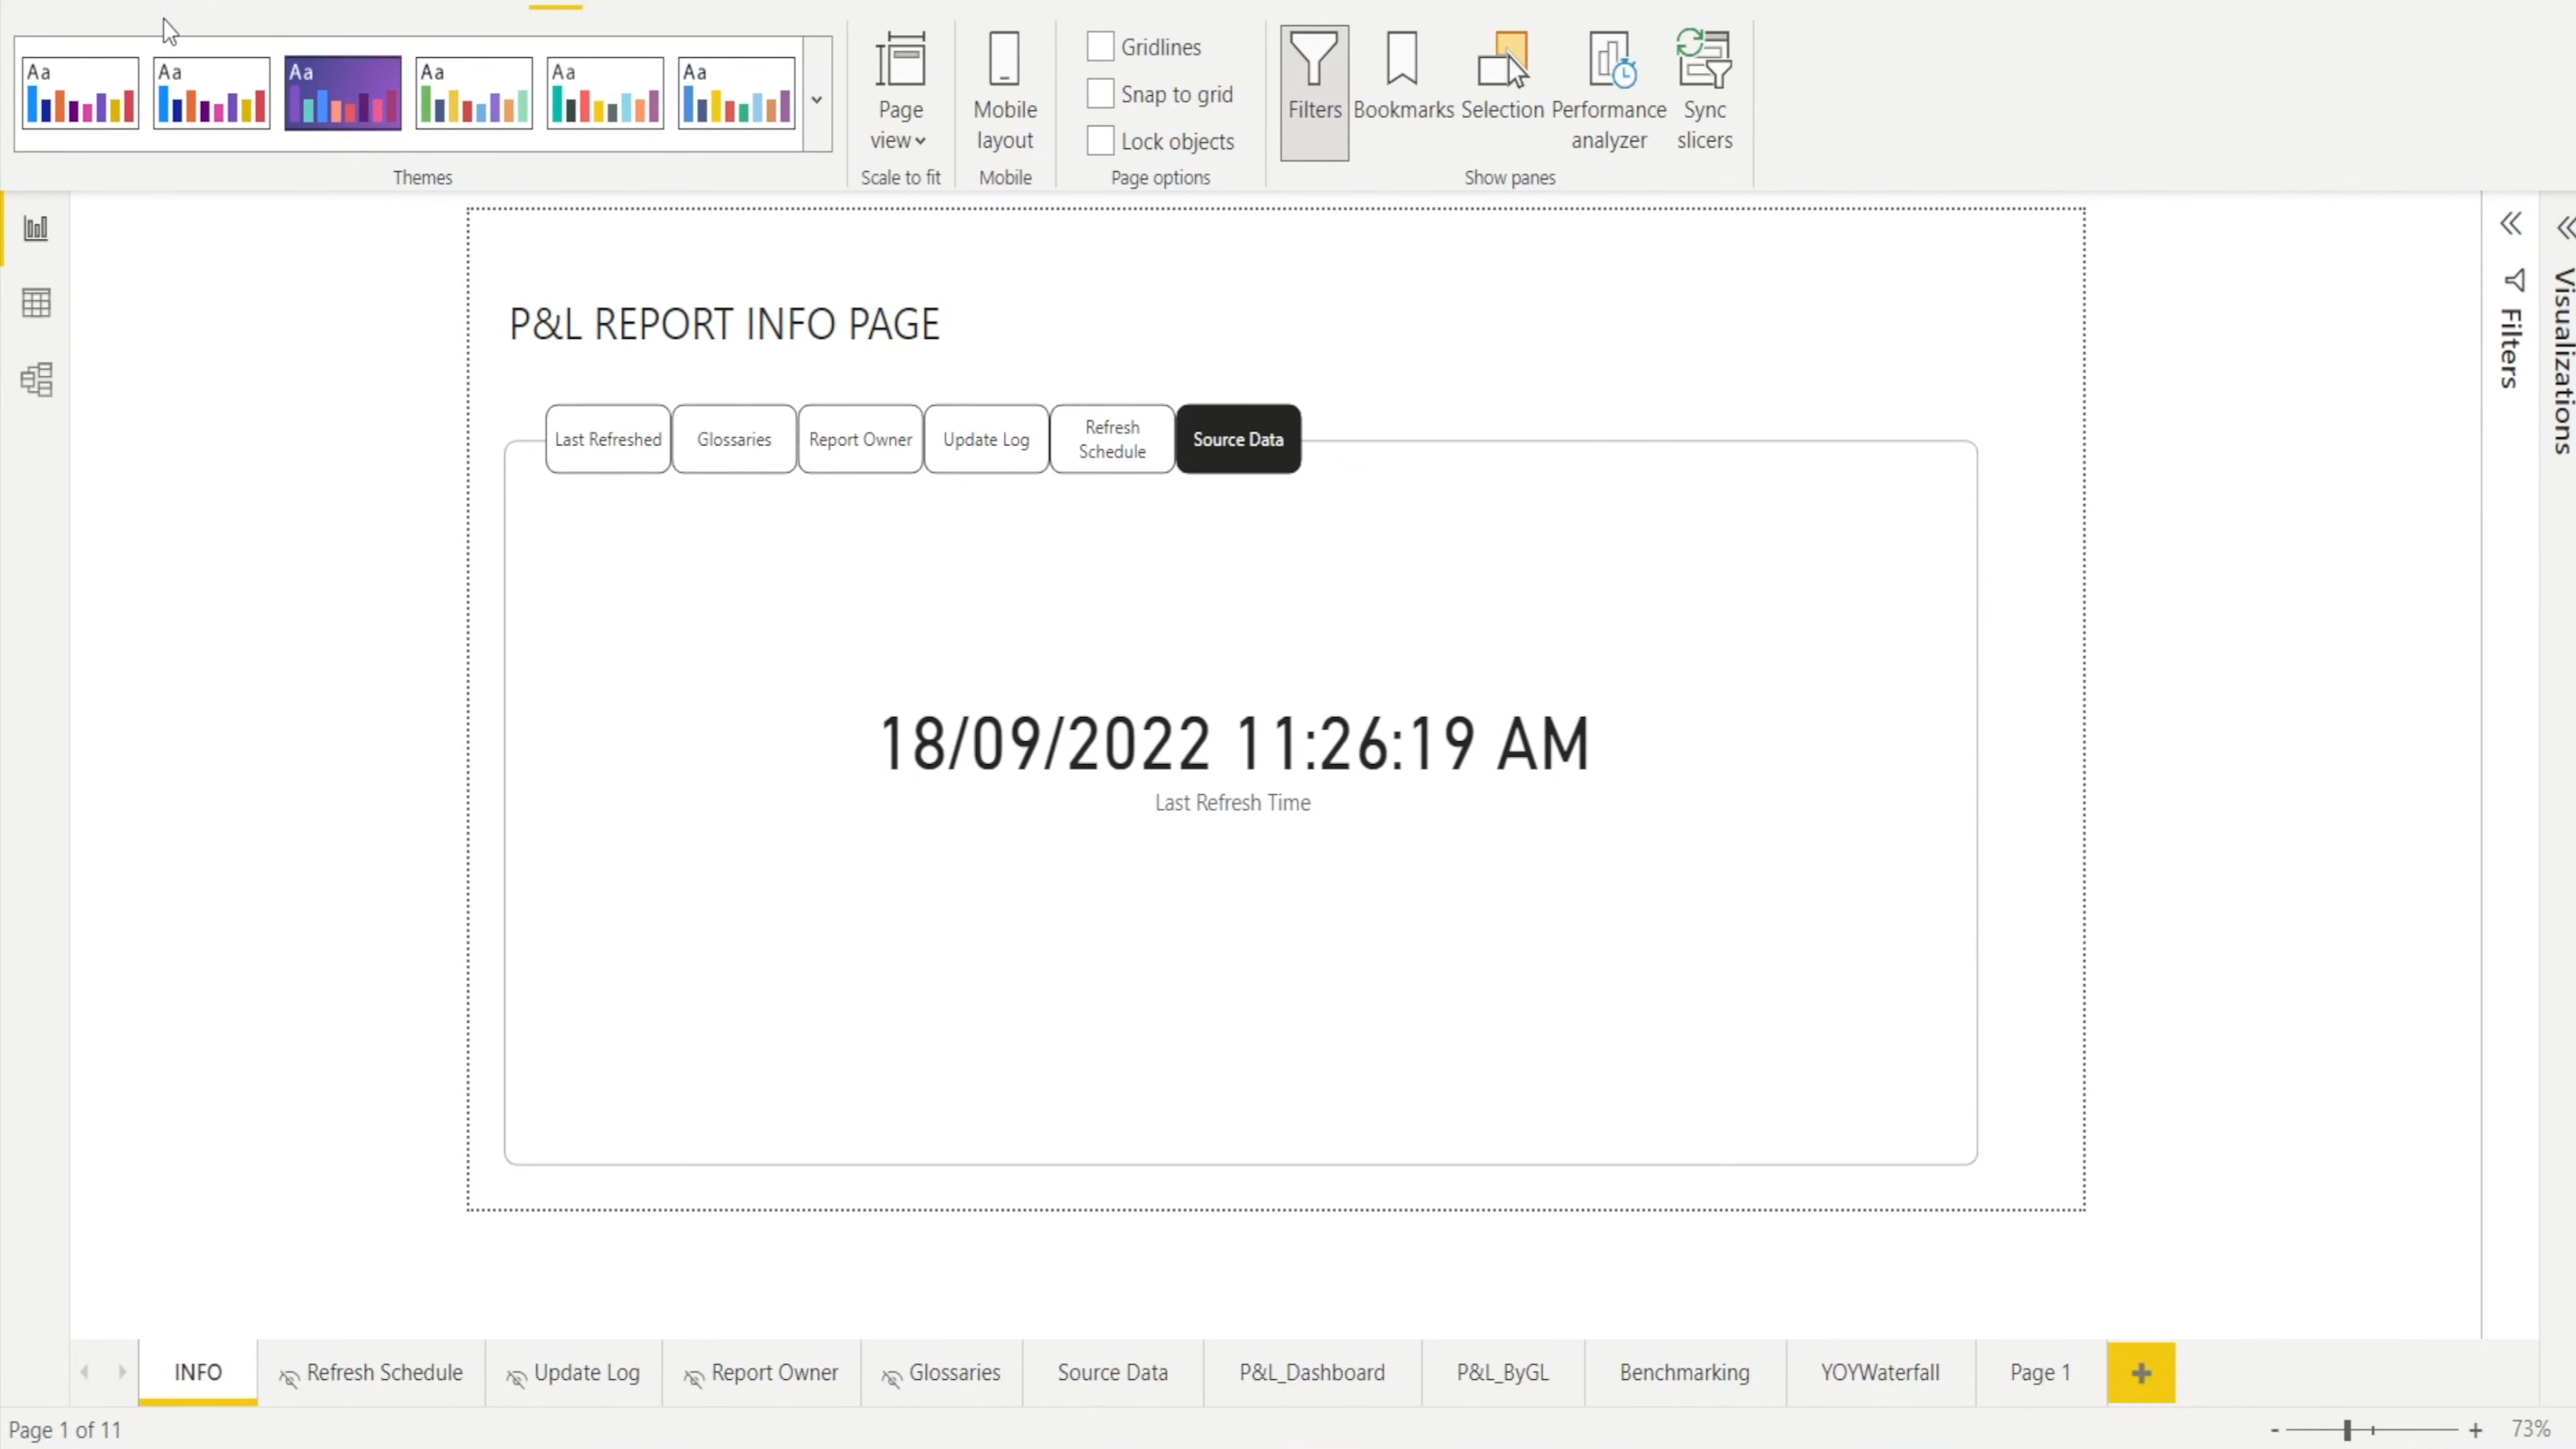 Aa Aa Aa Aa Aa Aa
Themes
Page view
Scale to fit
Mobile layout
Mobile
Gridlines
Snap to grid
Lock objects
Page options
Filters
Bookmarks
Selection
Performance analyzer
Sync slicers
Show panes
P&L REPORT INFO PAGE
Last Refreshed
Glossaries
Report Owner
Update Log
Refresh
Schedule
Source Data
18/09/2022 11:26:19 AM
Last Refresh Time
Filters
Visualizations
INFO
Refresh Schedule
Update Log
Report Owner
Glossaries
Source Data
P&L_Dashboard
P&L_ByGL
Benchmarking
YOYWaterfall
Page 1
+
Page 1 of 11
- + 73%